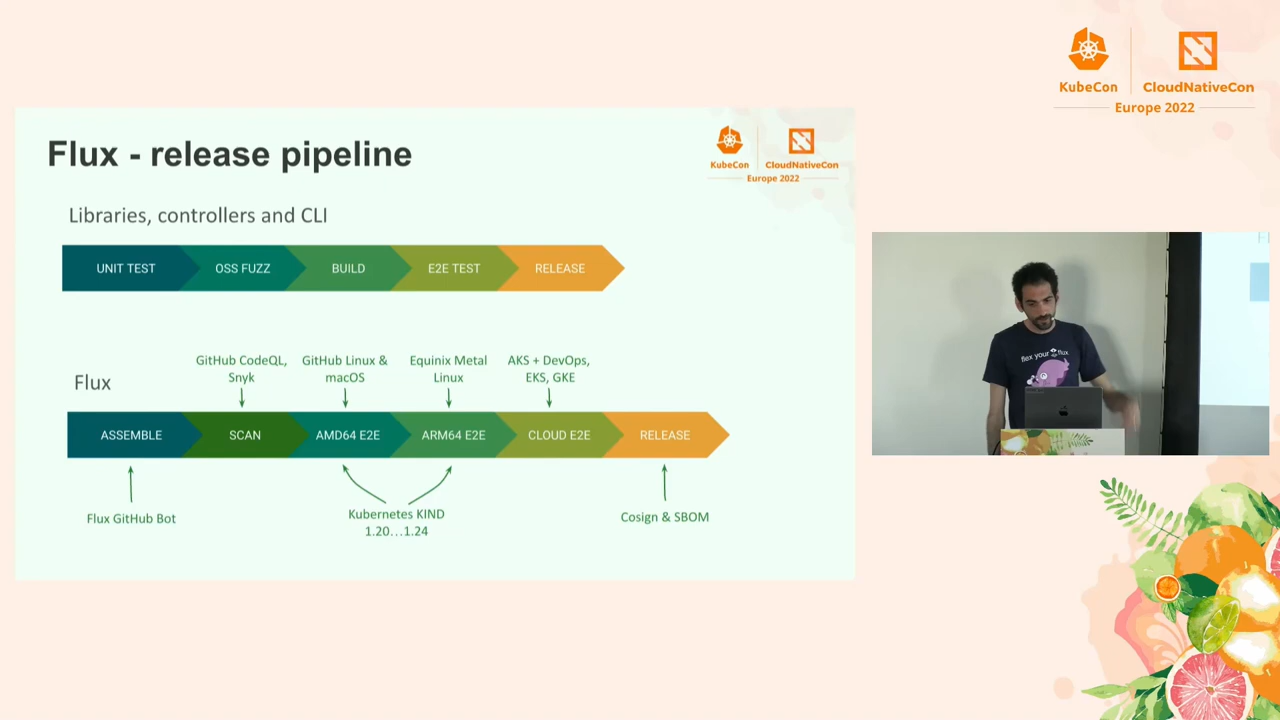 KubeCon
CloudNativeCon
Europe 2022
Flux - release pipeline
KubeCon
CloudNativeCon
Europe 2022
Libraries, controllers and CLI
UNIT TEST
OSS FUZZ
BUILD
E2E TEST
RELEASE
Flux
GitHub CodeQL,
Snyk
GitHub Linux &
macOS
Equinix Metal
Linux
AKS + DevOps,
EKS, GKE
ASSEMBLE
SCAN
AMD64 E2E
ARM64 E2E
CLOUD E2E
RELEASE
Flux GitHub Bot
Kubernetes KIND
1.20...1.24
Cosign & SBOM
flex your flux